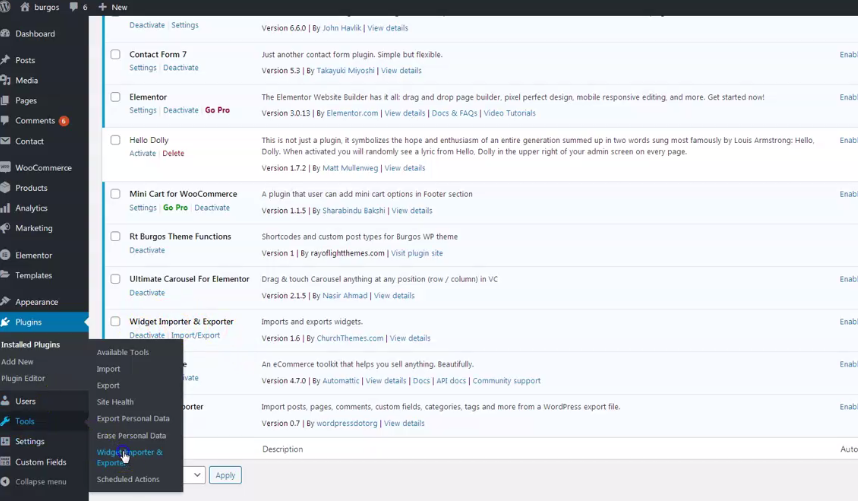 burgos 6 New
Dashboard
Posts
Media
Pages
Comments 6
Contact
WooCommerce
Products
Analytics
Marketing
Elementor
Templates
Appearance
Plugins
Installed Plugins
Add New
Plugin Editor
Users
Tools
Settings
Custom Fields
Collapse menu
Available Tools
Import
Export
Site Health
Export Personal Data
Erase Personal Data
Widget Importer &
Exporter
Scheduled Actions
Deactivate | Settings
Version 6.6.0 | By John Havlik | View details
Contact Form 7
Settings | Deactivate
Just another contact form plugin. Simple but flexible.
Version 5.3 | By Takayuki Miyoshi | View details
Enabl
Elementor
Settings | Deactivate | Go Pro
The Elementor Website Builder has it all: drag and drop page builder, pixel perfect design, mobile responsive editing, and more. Get started now!
Version 3.0.13 | By Elementor.com | View details | Docs & FAQs | Video Tutorials
Enabl
Hello Dolly
Activate | Delete
This is not just a plugin, it symbolizes the hope and enthusiasm of an entire generation summed up in two words sung most famously by Louis Armstrong: Hello,
Dolly. When activated you will randomly see a lyric from Hello, Dolly in the upper right of your admin screen on every page.
Version 1.7.2 | By Matt Mullenweg | View details
Enabl
Mini Cart for WooCommerce
Settings | Go Pro | Deactivate
A plugin that user can add mini cart options in Footer section
Version 1.1.5 | By Sharabindu Bakshi | View details
Enabl
Rt Burgos Theme Functions
Deactivate
Shortcodes and custom post types for Burgos WP theme
Version 1 | By rayoflightthemes.com | Visit plugin site
Enabl
Ultimate Carousel For Elementor
Deactivate
Drag & touch Carousel anything at any position (row / column) in VC
Version 2.1.5 | By Nasir Ahmad | View details
Enabl
Widget Importer & Exporter
Deactivate | Import/Export
Imports and exports widgets.
Version 1.6 | By ChurchThemes.com | View details
Enabl
An eCommerce toolkit that helps you sell anything. Beautifully.
Version 4.7.0 | By Automattic | View details | Docs | API docs | Community support
Enabl
Import posts, pages, comments, custom fields, categories, tags and more from a WordPress export file.
Version 0.7 | By wordpressdotorg | View details
Enabl
Description
Auto
Apply